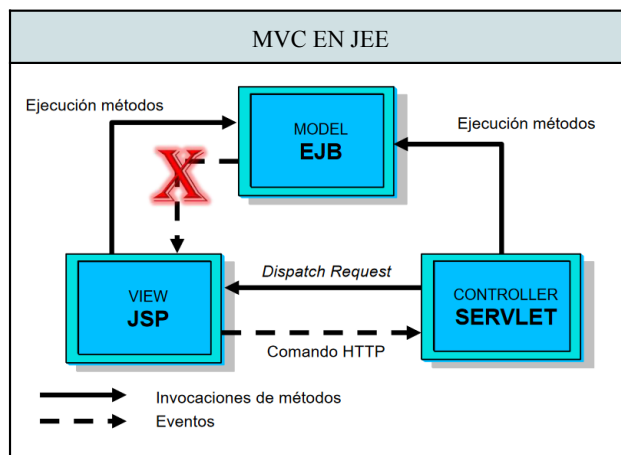 MVC EN JEE
Ejecución métodos
MODEL
EJB
Ejecución métodos
X
VIEW
JSP
Dispatch Request
CONTROLLER
SERVLET
Comando HTTP
Invocaciones de métodos
Eventos